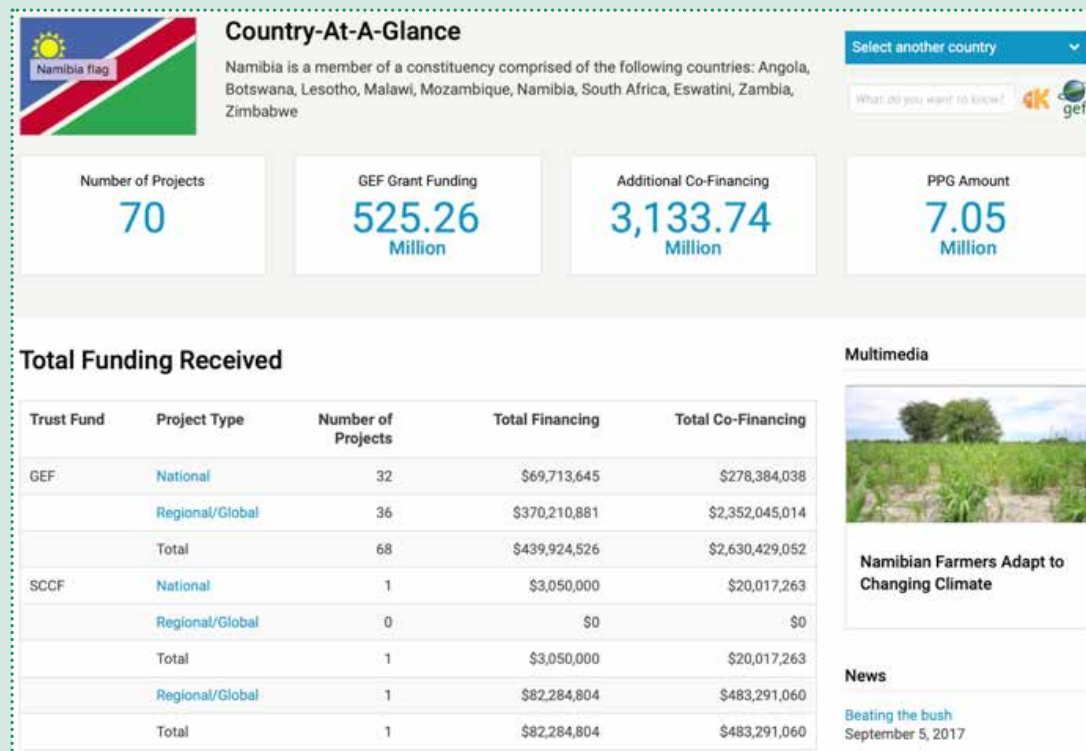 Namibia flag
Country-At-A-Glance
Namibia is a member of a constituency comprised of the following countries: Angola,
Botswana, Lesotho, Malawi, Mozambique, Namibia, South Africa, Eswatini, Zambia,
Zimbabwe
Select another country
What do you want to know?
gef
Number of Projects
70
GEF Grant Funding
525.26
Million
Additional Co-Financing
3,133.74
Million
PPG Amount
7.05
Million
Total Funding Received
Trust Fund Project Type Number of Projects Total Financing Total Co-Financing
GEF National 32 $69,713,645 $278,384,038
Regional/Global 36 $370,210,881 $2,352,045,014
Total 68 $439,924,526 $2,630,429,052
SCCF National 1 $3,050,000 $20,017,263
Regional/Global 0 $0 $0
Total 1 $3,050,000 $20,017,263
Regional/Global 1 $82,284,804 $483,291,060
Total 1 $82,284,804 $483,291,060
Multimedia
Namibian Farmers Adapt to
Changing Climate
News
Beating the bush
September 5, 2017